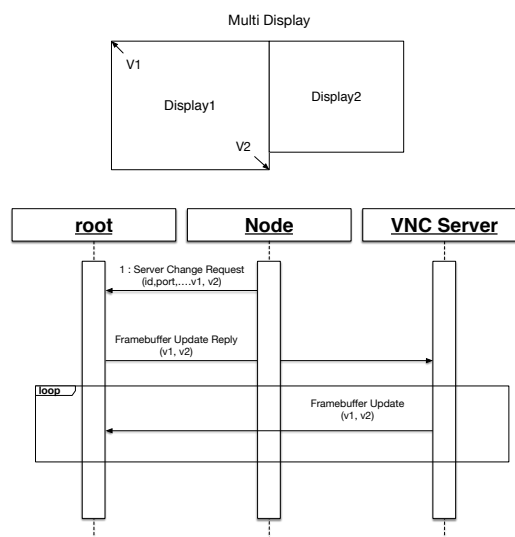 Multi Display
V1
Display1
Display2
V2
root
Node
VNC Server
1 : Server Change Request
(id,port,....v1, v2)
Framebuffer Update Reply
(v1, v2)
loop
Framebuffer Update
(v1, v2)